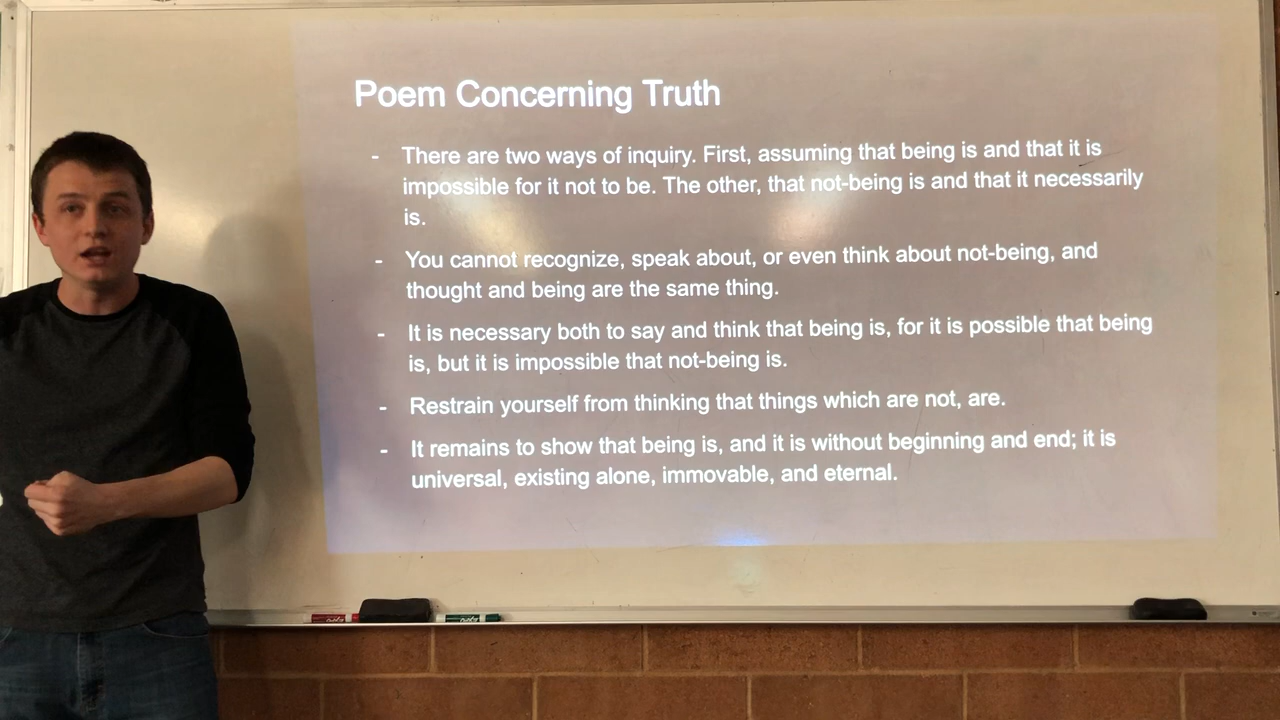 Poem Concerning Truth
- There are two ways of inquiry. First, assuming that being is and that it is
impossible for it not to be. The other, that not-being is and that it necessarily
is.
- You cannot recognize, speak about, or even think about not-being, and
thought and being are the same thing.
- It is necessary both to say and think that being is, for it is possible that being
is, but it is impossible that not-being is.
- Restrain yourself from thinking that things which are not, are.
- It remains to show that being is, and it is without beginning and end; it is
universal, existing alone, immovable, and eternal.